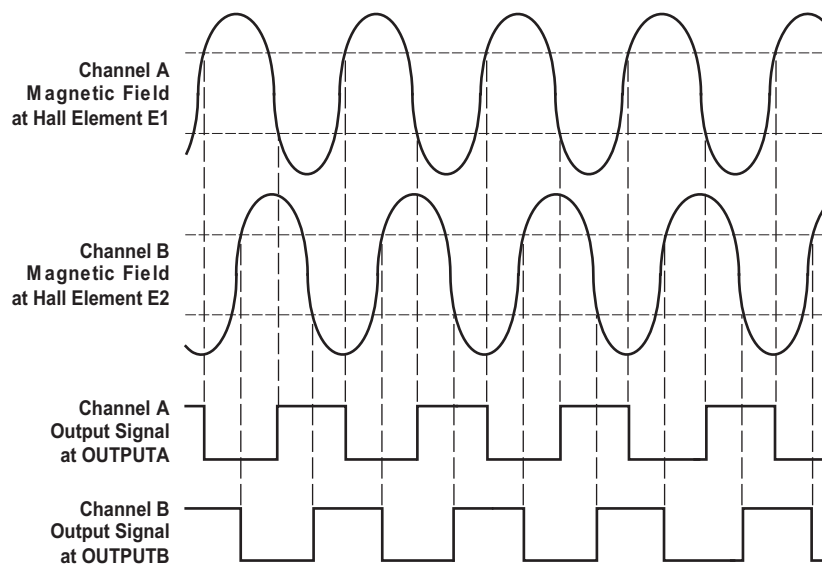 Channel A
Magnetic Field
at Hall Element E1
Channel B
Magnetic Field
at Hall Element E2
Channel A
Output Signal
at OUTPUTA
Channel B
Output Signal
at OUTPUTB